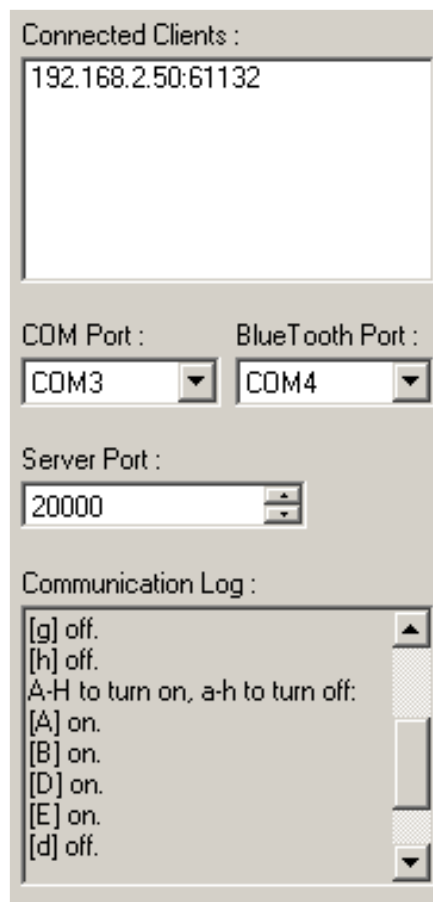 Connected Clients :
192.168.2.50:61132
COM Port :
BlueTooth Port :
COM3
COM4
Server Port :
20000
Communication Log :
[g] off.
[h] off.
A-H to turn on, a-h to turn off:
[A] on.
[B] on.
[D] on.
[E] on.
[d] off.